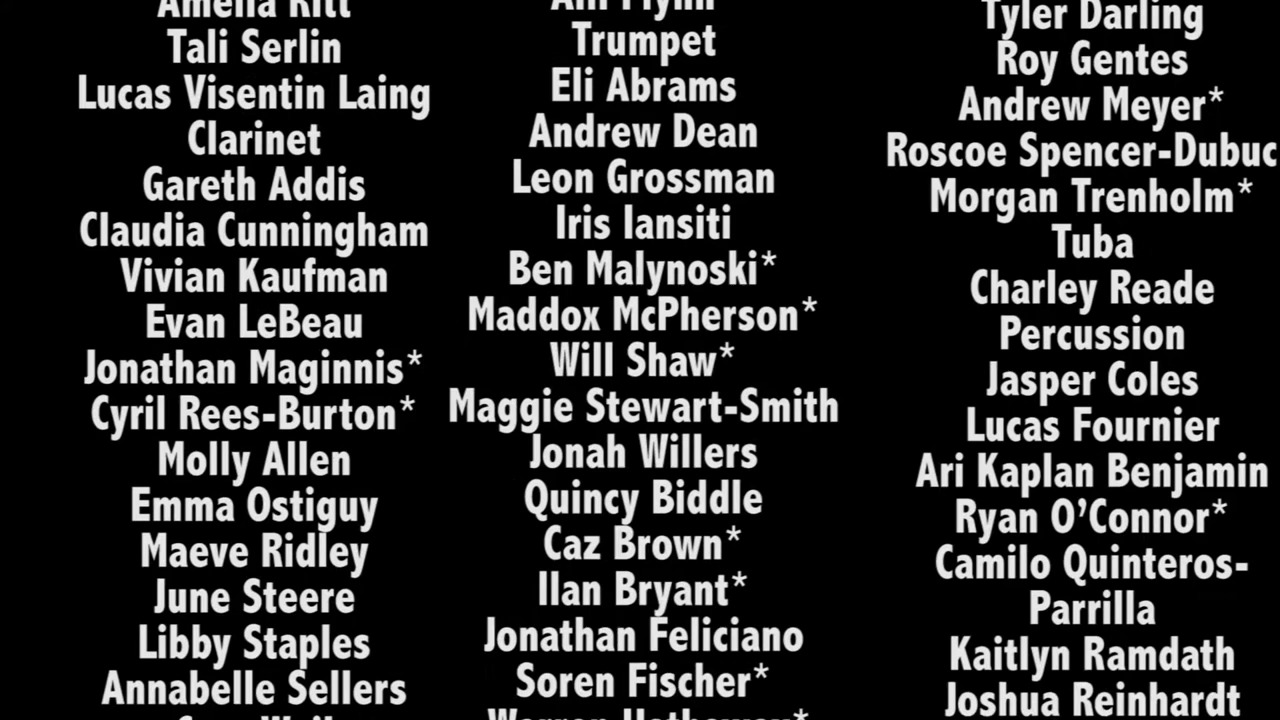 Amelia Ritt
Tali Serlin
Lucas Visentin Laing
Clarinet
Gareth Addis
Claudia Cunningham
Vivian Kaufman
Evan LeBeau
Jonathan Maginnis*
Cyril Rees-Burton*
Molly Allen
Emma Ostiguy
Maeve Ridley
June Steere
Libby Staples
Annabelle Sellers
Flynn
Trumpet
Eli Abrams
Andrew Dean
Leon Grossman
Iris Iansiti
Ben Malynoski*
Maddox McPherson*
Will Shaw*
Maggie Stewart-Smith
Jonah Willers
Quincy Biddle
Caz Brown*
Ilan Bryant*
Jonathan Feliciano
Soren Fischer*
Tyler Darling
Roy Gentes
Andrew Meyer*
Roscoe Spencer-Dubuc
Morgan Trenholm*
Tuba
Charley Reade
Percussion
Jasper Coles
Lucas Fournier
Ari Kaplan Benjamin
Ryan O’Connor*
Camilo Quinteros-
Parrilla
Kaitlyn Ramdath
Joshua Reinhardt